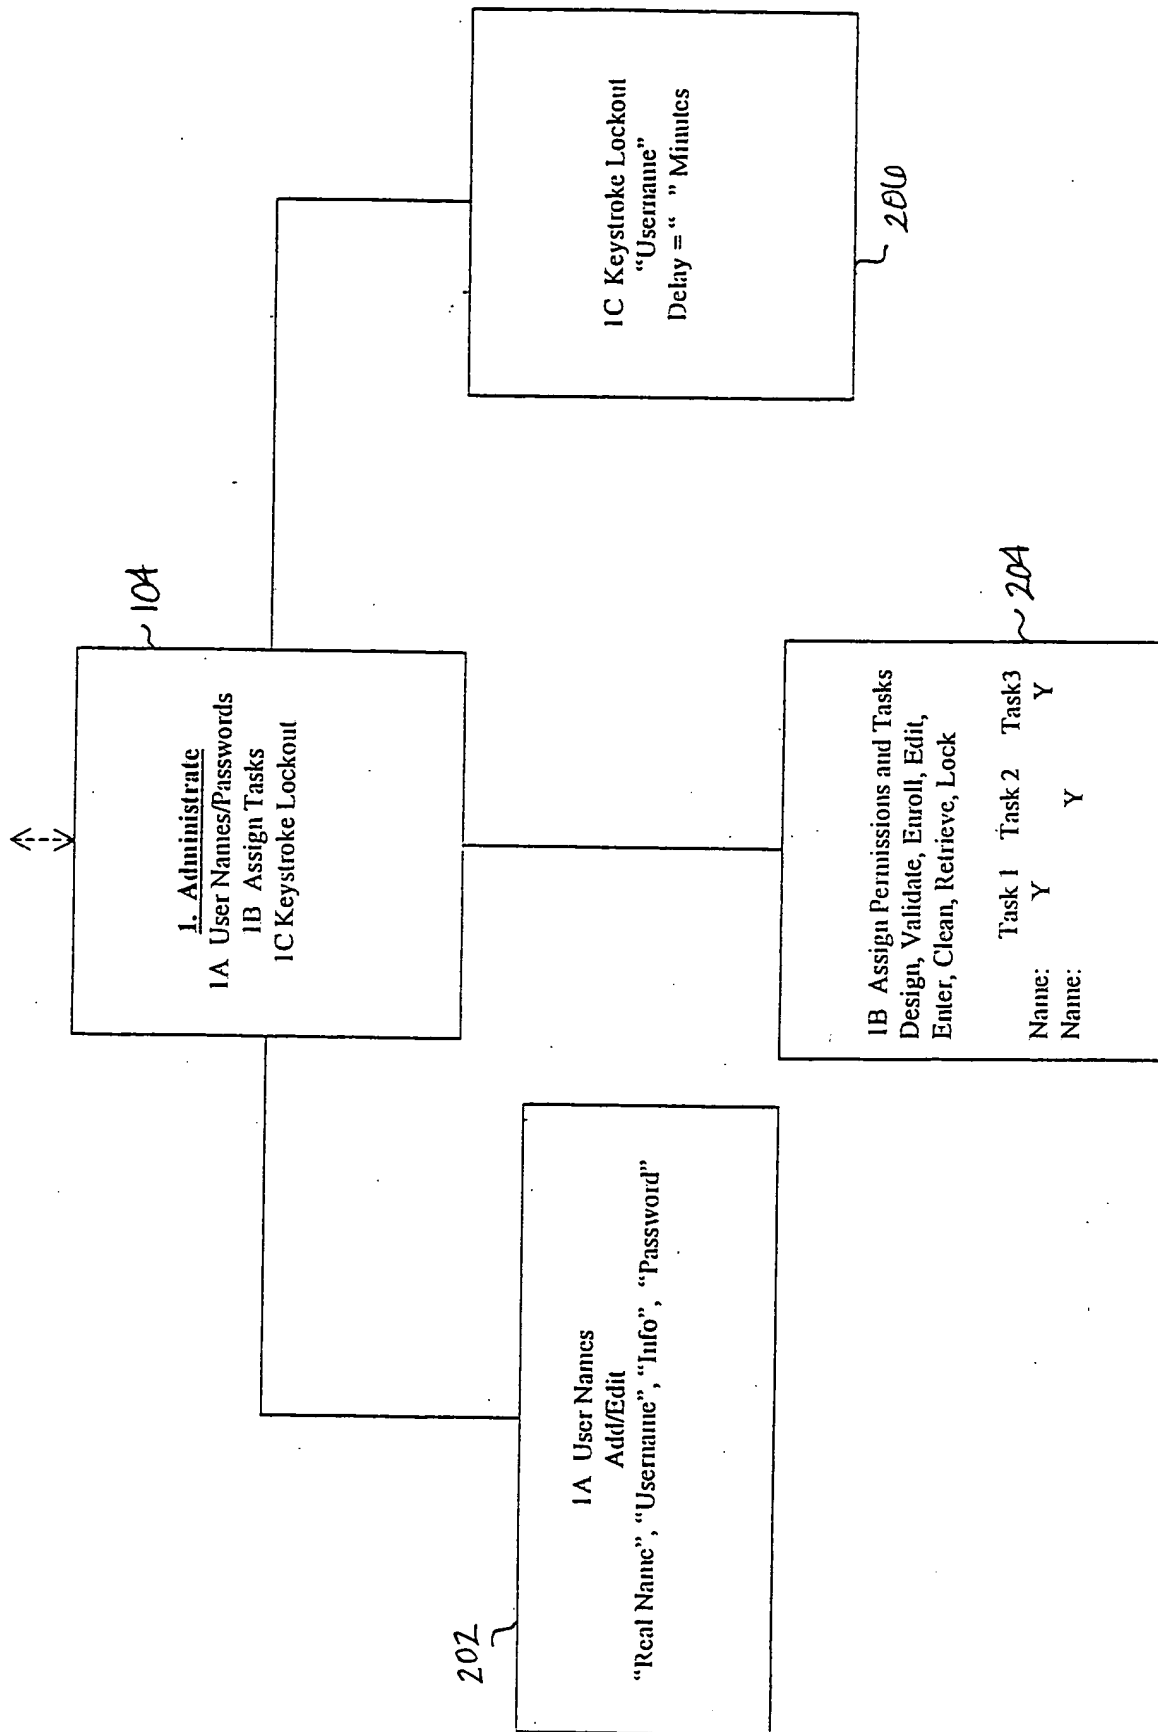 104
1. Administrate
1A User Names/Passwords
1B Assign Tasks
1C Keystroke Lockout
202
1A User Names
Add/Edit
“Real Name”, “Username”, “Info”, “Password”
1B Assign Permissions and Tasks
Design, Validate, Enroll, Edit,
Enter, Clean, Retrieve, Lock
Task 1 Task 2 Task3
Name: Y Y
Name: Y
204
1C Keystroke Lockout
“Username”
Delay = “ ” Minutes
206